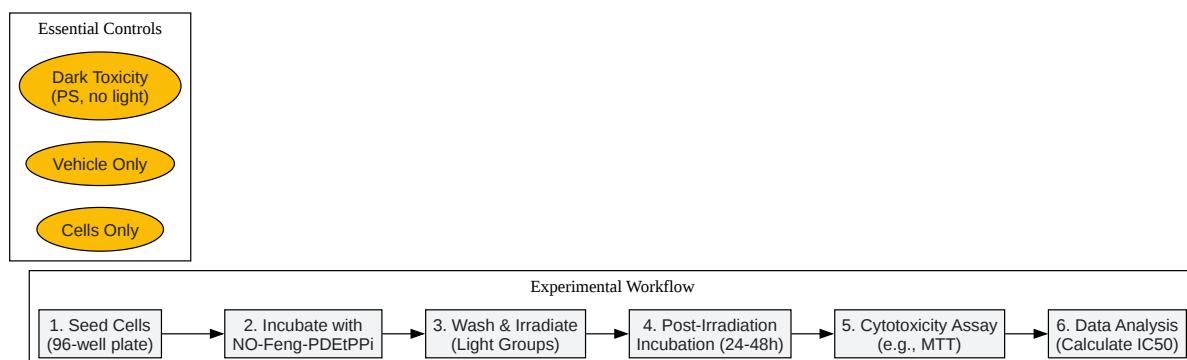 Essential Controls
Dark Toxicity
(PS, no light)
Vehicle Only
Cells Only
Experimental Workflow
1. Seed Cells
(96-well plate)
2. Incubate with
NO-Feng-PDEtPPi
3. Wash & Irradiate
(Light Groups)
4. Post-Irradiation
Incubation (24-48h)
5. Cytotoxicity Assay
(e.g., MTT)
6. Data Analysis
(Calculate IC50)